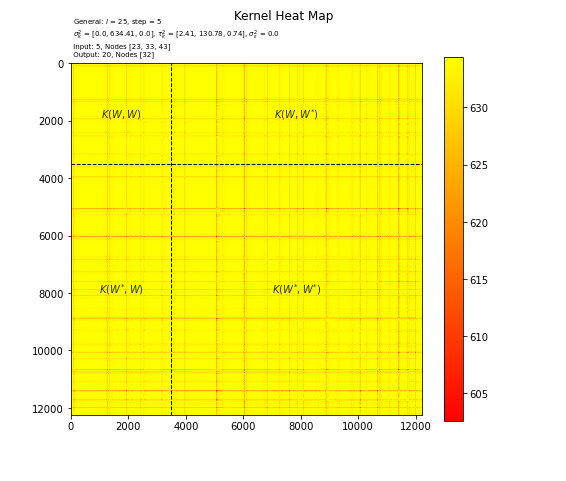 Kernel Heat Map
General: l = 25, step = 5
σ_k^2 = [0.0, 634.41, 0.0], τ_k^2 = [2.41, 130.78, 0.74], σ_ε^2 = 0.0
Input: 5, Nodes [23, 33, 43]
Output: 20, Nodes [32]
K(W, W)
K(W, W*)
K(W*, W)
K(W*, W*)
0
2000
4000
6000
8000
10000
12000
0 2000 4000 6000 8000 10000 12000
630
625
620
615
610
605